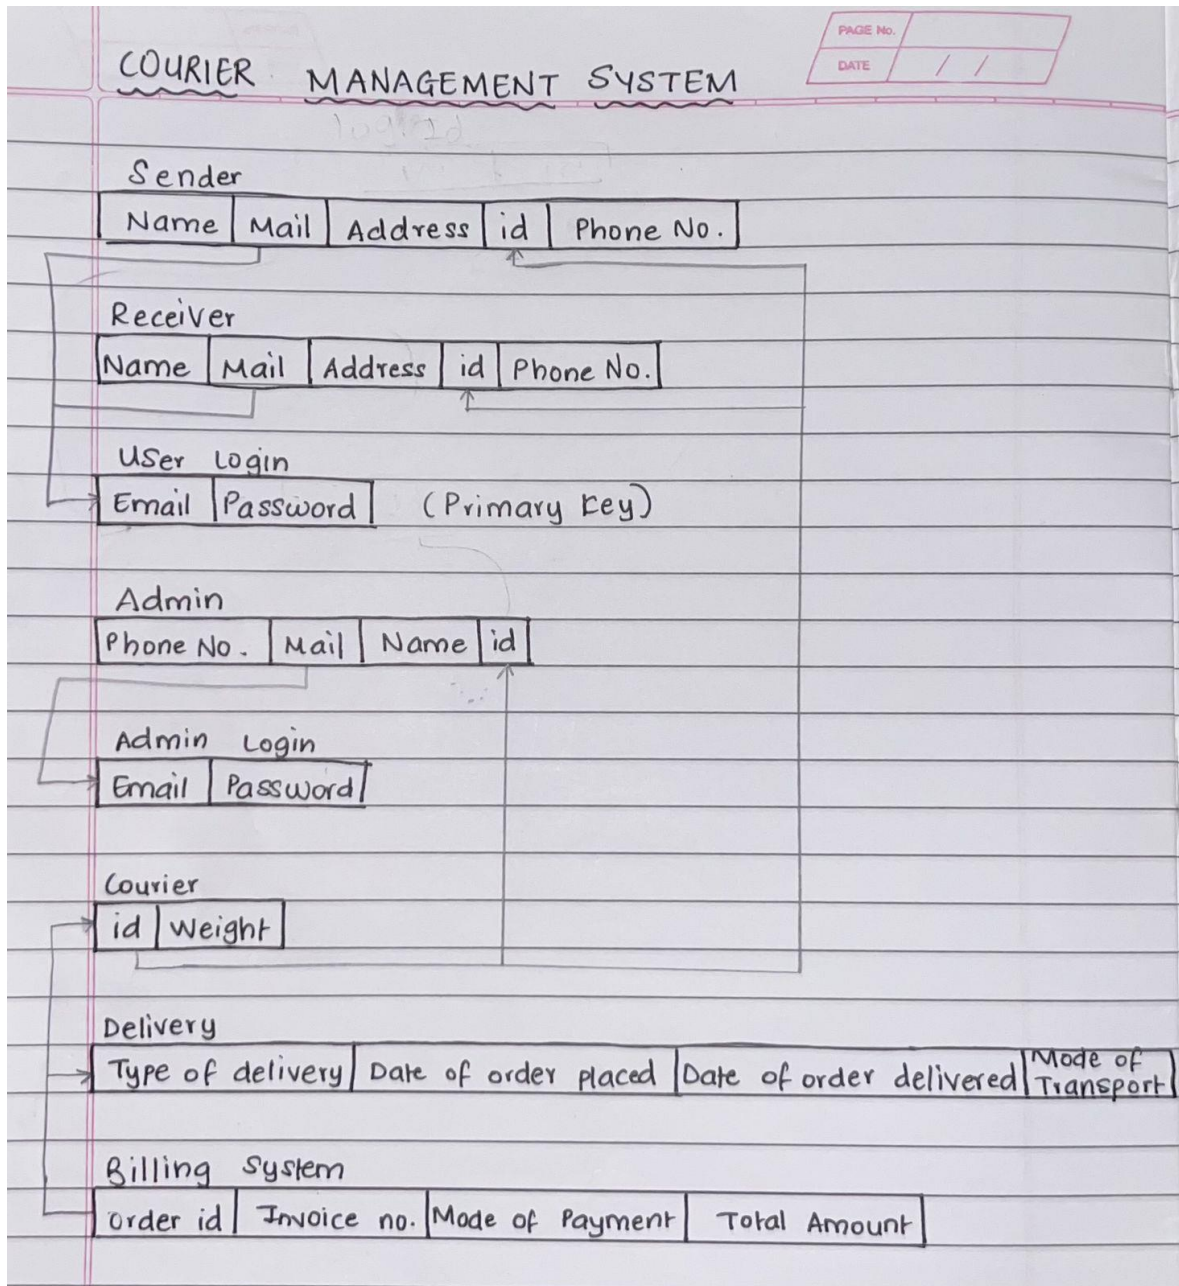 PAGE No.
DATE / /
COURIER MANAGEMENT SYSTEM
Sender
Name Mail Address id Phone No.
Receiver
Name Mail Address id Phone No.
User Login
Email Password (Primary Key)
Admin
Phone No. Mail Name id
Admin Login
Email Password
Courier
id Weight
Delivery
Type of delivery Date of order placed Date of order delivered Mode of
Transport
Billing System
order id Invoice no. Mode of Payment Total Amount